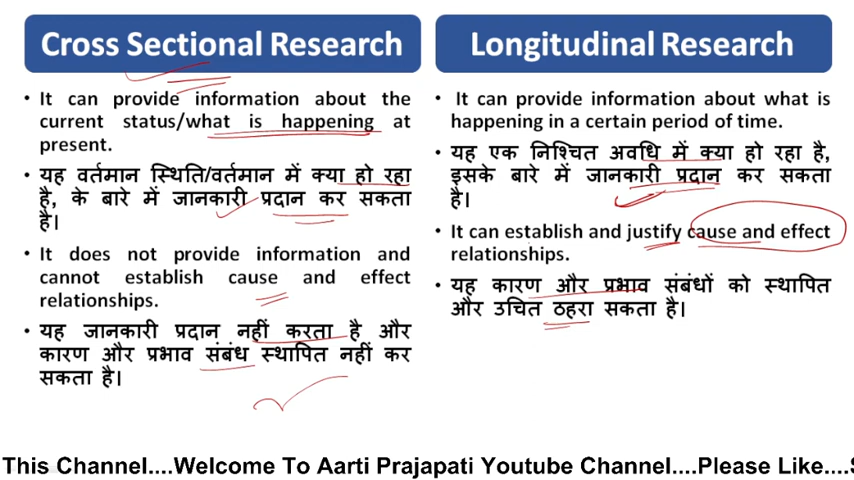 Cross Sectional Research
• It can provide information about the
current status/what is happening at
present.
• यह वर्तमान स्थिति/वर्तमान में क्या हो रहा
है, के बारे में जानकारी प्रदान कर सकता
है।
• It does not provide information and
cannot establish cause and effect
relationships.
• यह जानकारी प्रदान नहीं करता है और
कारण और प्रभाव संबंध स्थापित नहीं कर
सकता है।
Longitudinal Research
• It can provide information about what is
happening in a certain period of time.
• यह एक निश्चित अवधि में क्या हो रहा है,
इसके बारे में जानकारी प्रदान कर सकता
है।
• It can establish and justify cause and effect
relationships.
• यह कारण और प्रभाव संबंधों को स्थापित
और उचित ठहरा सकता है।
This Channel....Welcome To Aarti Prajapati Youtube Channel....Please Like....S